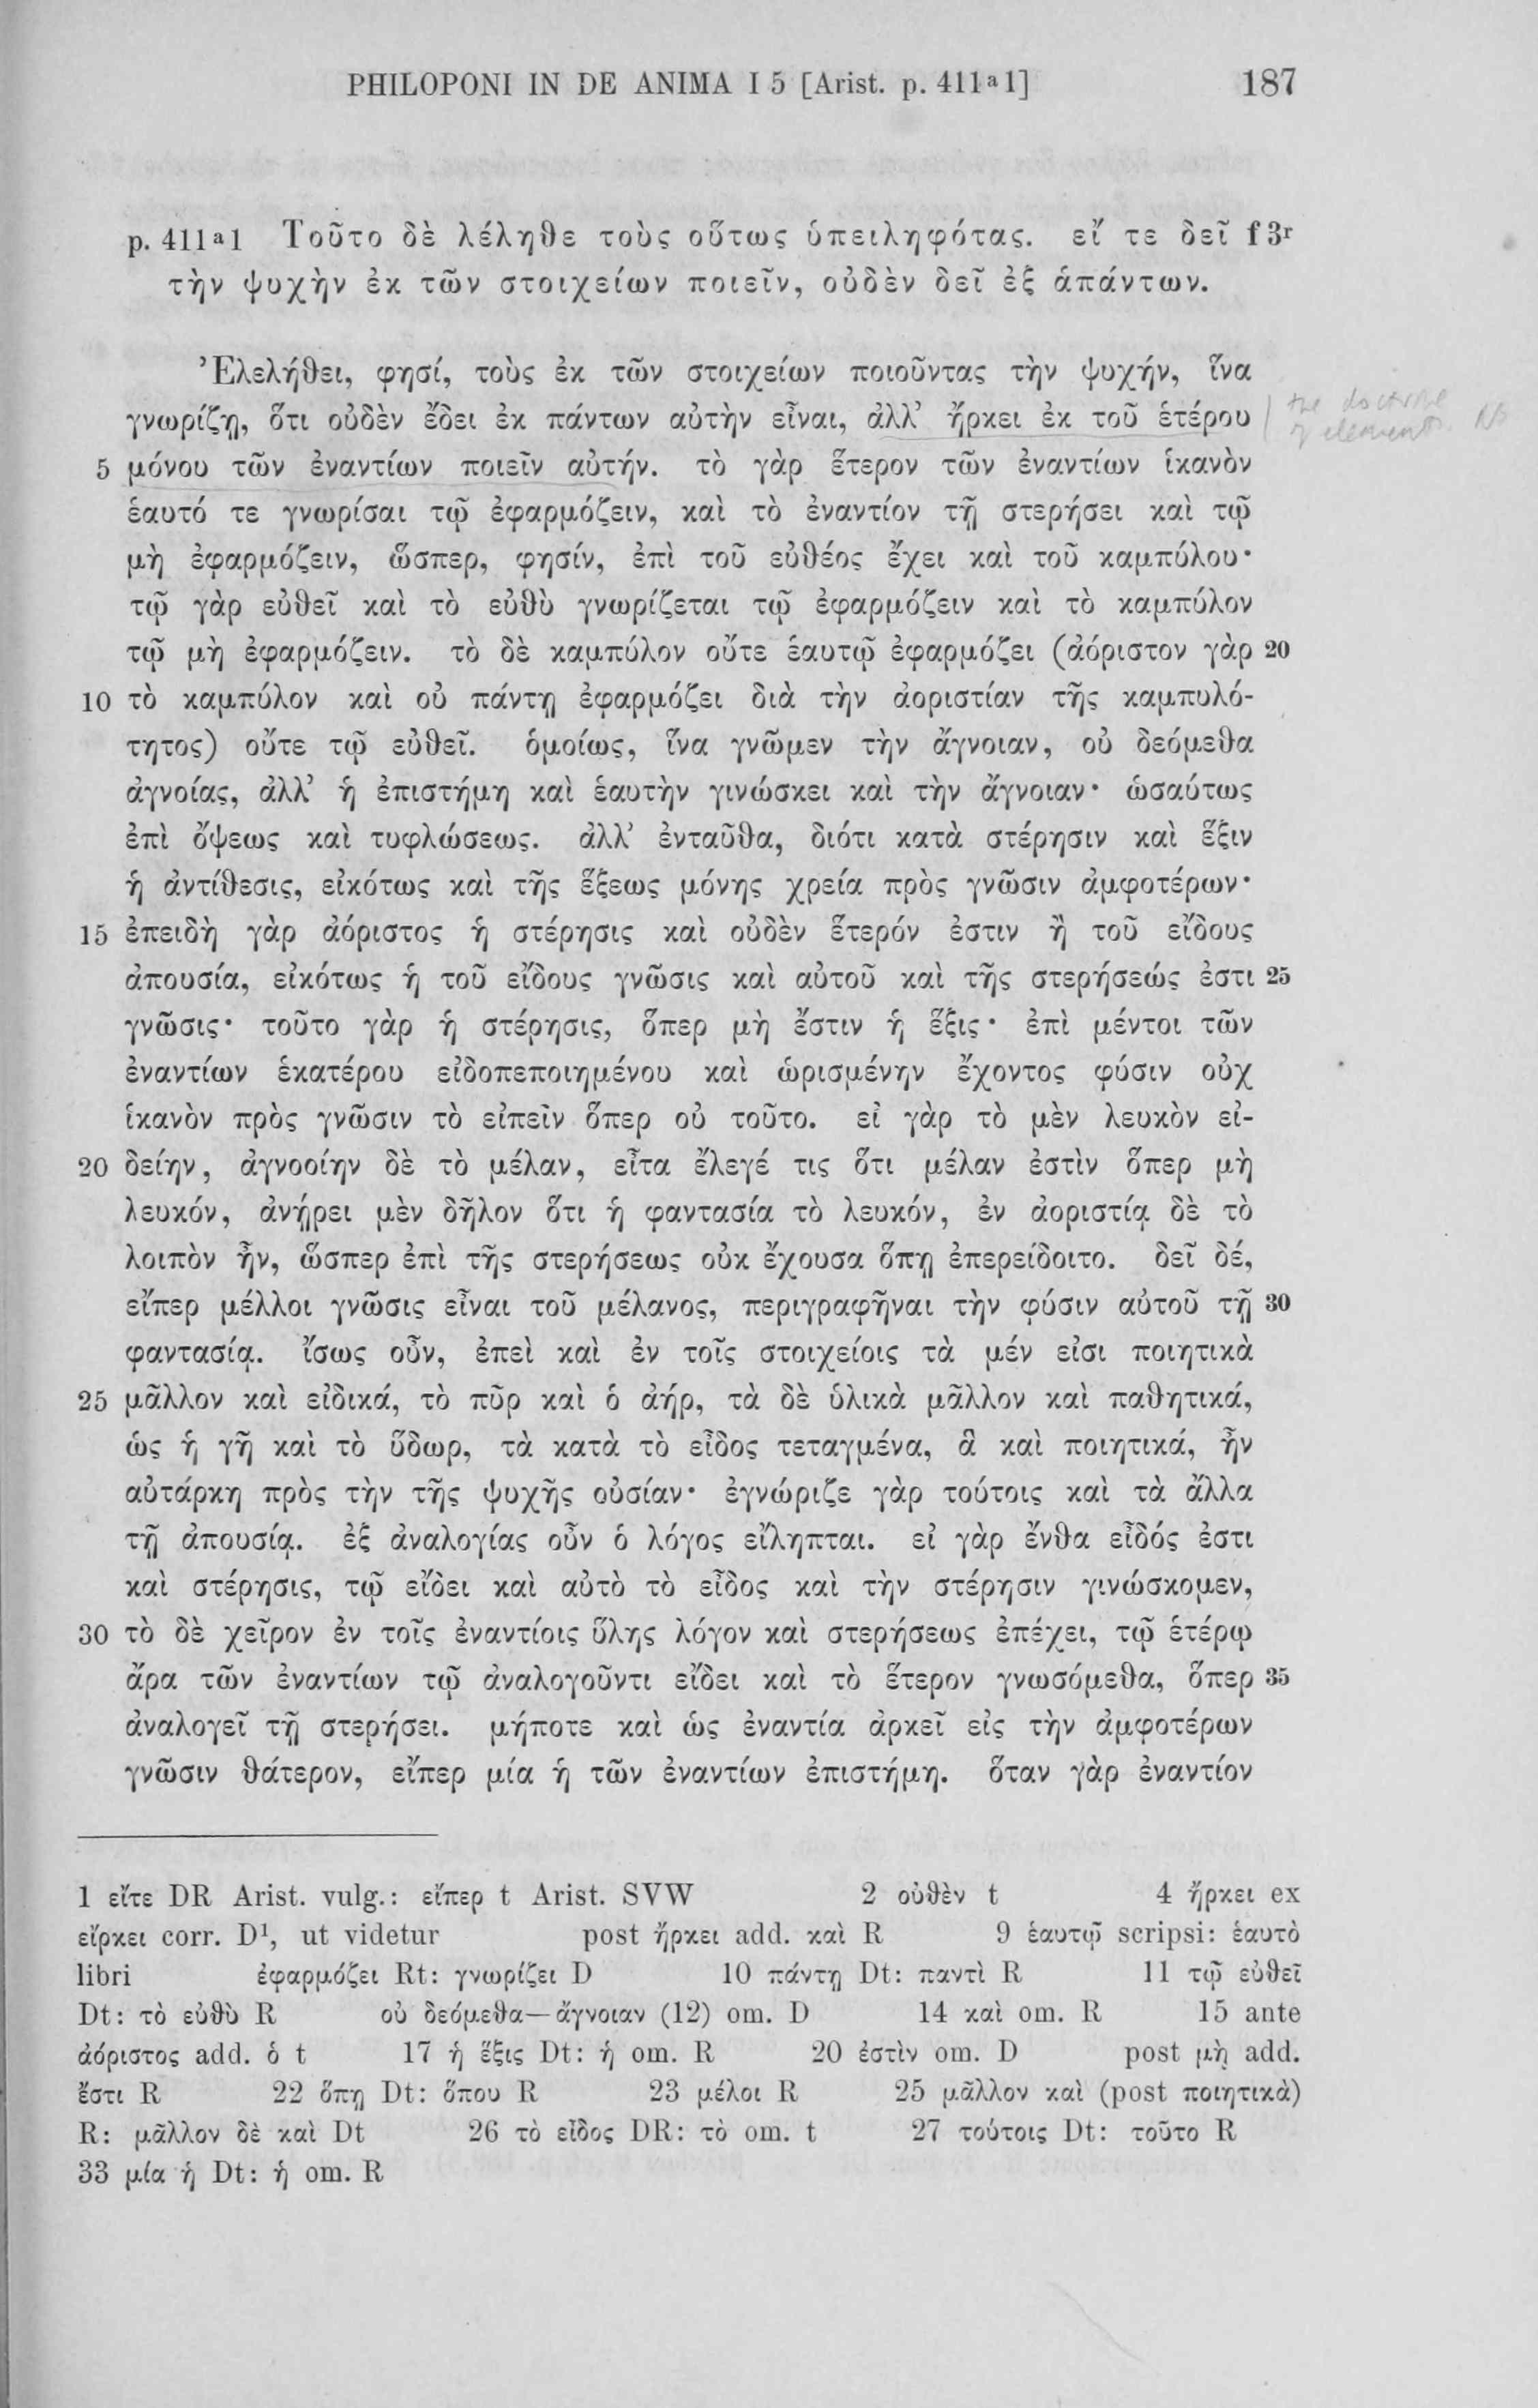 PHILOPONI IN DE ANIMA I 5 [Arist. p. 411ᵃ1] 187
p. 411ᵃ1 Τοῦτο δὲ λέληθε τοὺς οὕτως ὑπειληφότας. εἴ τε δεῖ f 3ʳ
τὴν ψυχὴν ἐκ τῶν στοιχείων ποιεῖν, οὐδὲν δεῖ ἐξ ἁπάντων.
Ἐλελήθει, φησί, τοὺς ἐκ τῶν στοιχείων ποιοῦντας τὴν ψυχήν, ἵνα
γνωρίζῃ, ὅτι οὐδὲν ἔδει ἐκ πάντων αὐτὴν εἶναι, ἀλλ’ ἤρκει ἐκ τοῦ ἑτέρου
the doctrine
of elements NB
5 μόνου τῶν ἐναντίων ποιεῖν αὐτήν. τὸ γὰρ ἕτερον τῶν ἐναντίων ἱκανὸν
ἑαυτό τε γνωρίσαι τῷ ἐφαρμόζειν, καὶ τὸ ἐναντίον τῇ στερήσει καὶ τῷ
μὴ ἐφαρμόζειν, ὥσπερ, φησίν, ἐπὶ τοῦ εὐθέος ἔχει καὶ τοῦ καμπύλου·
τῷ γὰρ εὐθεῖ καὶ τὸ εὐθὺ γνωρίζεται τῷ ἐφαρμόζειν καὶ τὸ καμπύλον
τῷ μὴ ἐφαρμόζειν. τὸ δὲ καμπύλον οὔτε ἑαυτῷ ἐφαρμόζει (ἀόριστον γὰρ 20
10 τὸ καμπύλον καὶ οὐ πάντῃ ἐφαρμόζει διὰ τὴν ἀοριστίαν τῆς καμπυλό-
τητος) οὔτε τῷ εὐθεῖ. ὁμοίως, ἵνα γνῶμεν τὴν ἄγνοιαν, οὐ δεόμεθα
ἀγνοίας, ἀλλ’ ἡ ἐπιστήμη καὶ ἑαυτὴν γινώσκει καὶ τὴν ἄγνοιαν· ὡσαύτως
ἐπὶ ὄψεως καὶ τυφλώσεως. ἀλλ’ ἐνταῦθα, διότι κατὰ στέρησιν καὶ ἕξιν
ἡ ἀντίθεσις, εἰκότως καὶ τῆς ἕξεως μόνης χρεία πρὸς γνῶσιν ἀμφοτέρων·
15 ἐπειδὴ γὰρ ἀόριστος ἡ στέρησις καὶ οὐδὲν ἕτερόν ἐστιν ἢ τοῦ εἴδους
ἀπουσία, εἰκότως ἡ τοῦ εἴδους γνῶσις καὶ αὐτοῦ καὶ τῆς στερήσεώς ἐστι 25
γνῶσις· τοῦτο γὰρ ἡ στέρησις, ὅπερ μὴ ἔστιν ἡ ἕξις· ἐπὶ μέντοι τῶν
ἐναντίων ἑκατέρου εἰδοπεποιημένου καὶ ὡρισμένην ἔχοντος φύσιν οὐχ
ἱκανὸν πρὸς γνῶσιν τὸ εἰπεῖν ὅπερ οὐ τοῦτο. εἰ γὰρ τὸ μὲν λευκὸν εἰ-
20 δείην, ἀγνοοίην δὲ τὸ μέλαν, εἶτα ἔλεγέ τις ὅτι μέλαν ἐστὶν ὅπερ μὴ
λευκόν, ἀνῄρει μὲν δῆλον ὅτι ἡ φαντασία τὸ λευκόν, ἐν ἀοριστίᾳ δὲ τὸ
λοιπὸν ἦν, ὥσπερ ἐπὶ τῆς στερήσεως οὐκ ἔχουσα ὅπῃ ἐπερείδοιτο. δεῖ δέ,
εἴπερ μέλλοι γνῶσις εἶναι τοῦ μέλανος, περιγραφῆναι τὴν φύσιν αὐτοῦ τῇ 30
φαντασίᾳ. ἴσως οὖν, ἐπεὶ καὶ ἐν τοῖς στοιχείοις τὰ μέν εἰσι ποιητικὰ
25 μᾶλλον καὶ εἰδικά, τὸ πῦρ καὶ ὁ ἀήρ, τὰ δὲ ὑλικὰ μᾶλλον καὶ παθητικά,
ὡς ἡ γῆ καὶ τὸ ὕδωρ, τὰ κατὰ τὸ εἶδος τεταγμένα, ἃ καὶ ποιητικά, ἦν
αὐτάρκη πρὸς τὴν τῆς ψυχῆς οὐσίαν· ἐγνώριζε γὰρ τούτοις καὶ τὰ ἄλλα
τῇ ἀπουσίᾳ. ἐξ ἀναλογίας οὖν ὁ λόγος εἴληπται. εἰ γὰρ ἔνθα εἶδός ἐστι
καὶ στέρησις, τῷ εἴδει καὶ αὐτὸ τὸ εἶδος καὶ τὴν στέρησιν γινώσκομεν,
30 τὸ δὲ χεῖρον ἐν τοῖς ἐναντίοις ὕλης λόγον καὶ στερήσεως ἐπέχει, τῷ ἑτέρῳ
ἄρα τῶν ἐναντίων τῷ ἀναλογοῦντι εἴδει καὶ τὸ ἕτερον γνωσόμεθα, ὅπερ 35
ἀναλογεῖ τῇ στερήσει. μήποτε καὶ ὡς ἐναντία ἀρκεῖ εἰς τὴν ἀμφοτέρων
γνῶσιν θάτερον, εἴπερ μία ἡ τῶν ἐναντίων ἐπιστήμη. ὅταν γὰρ ἐναντίον
1 εἴτε DR Arist. vulg.: εἴπερ t Arist. SVW 2 οὐθὲν t 4 ἤρκει ex
εἴρκει corr. D¹, ut videtur post ἤρκει add. καὶ R 9 ἑαυτῷ scripsi: ἑαυτὸ
libri ἐφαρμόζει Rt: γνωρίζει D 10 πάντῃ Dt: παντὶ R 11 τῷ εὐθεῖ
Dt: τὸ εὐθὺ R οὐ δεόμεθα—ἄγνοιαν (12) om. D 14 καὶ om. R 15 ante
ἀόριστος add. ὁ t 17 ἡ ἕξις Dt: ἡ om. R 20 ἐστὶν om. D post μὴ add.
ἔστι R 22 ὅπῃ Dt: ὅπου R 23 μέλοι R 25 μᾶλλον καὶ (post ποιητικὰ)
R: μᾶλλον δὲ καὶ Dt 26 τὸ εἶδος DR: τὸ om. t 27 τούτοις Dt: τοῦτο R
33 μία ἡ Dt: ἡ om. R